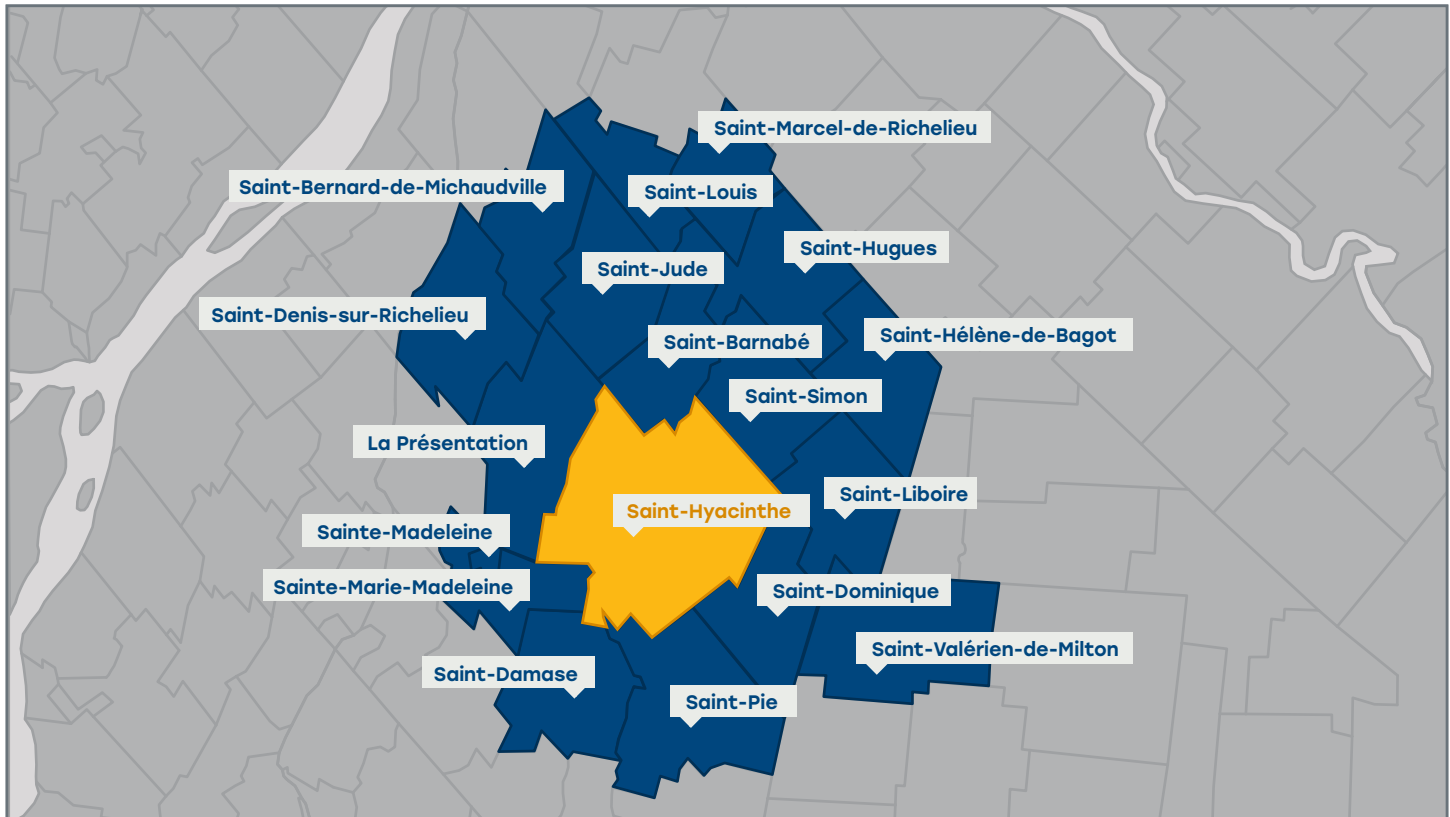 Saint-Marcel-de-Richelieu
Saint-Bernard-de-Michaudville
Saint-Louis
Saint-Hugues
Saint-Jude
Saint-Denis-sur-Richelieu
Saint-Hélène-de-Bagot
Saint-Barnabé
Saint-Simon
La Présentation
Saint-Liboire
Saint-Hyacinthe
Sainte-Madeleine
Sainte-Marie-Madeleine
Saint-Dominique
Saint-Valérien-de-Milton
Saint-Damase
Saint-Pie